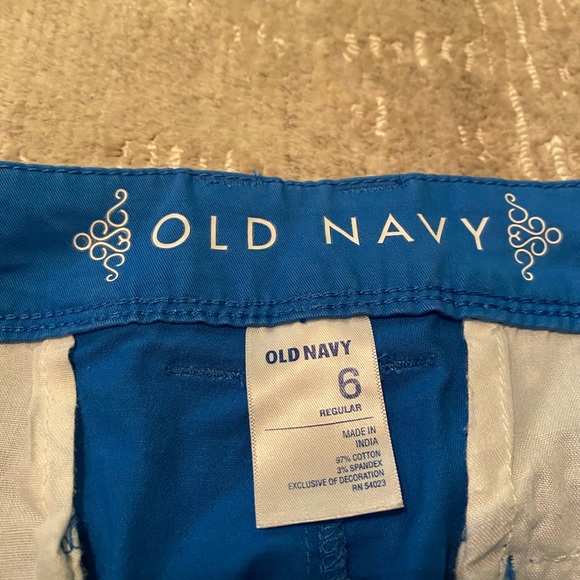 OLD NAVY
OLD NAVY
6
REGULAR
MADE IN
INDIA
97% COTTON
3% SPANDEX
EXCLUSIVE OF DECORATION
RN 54023